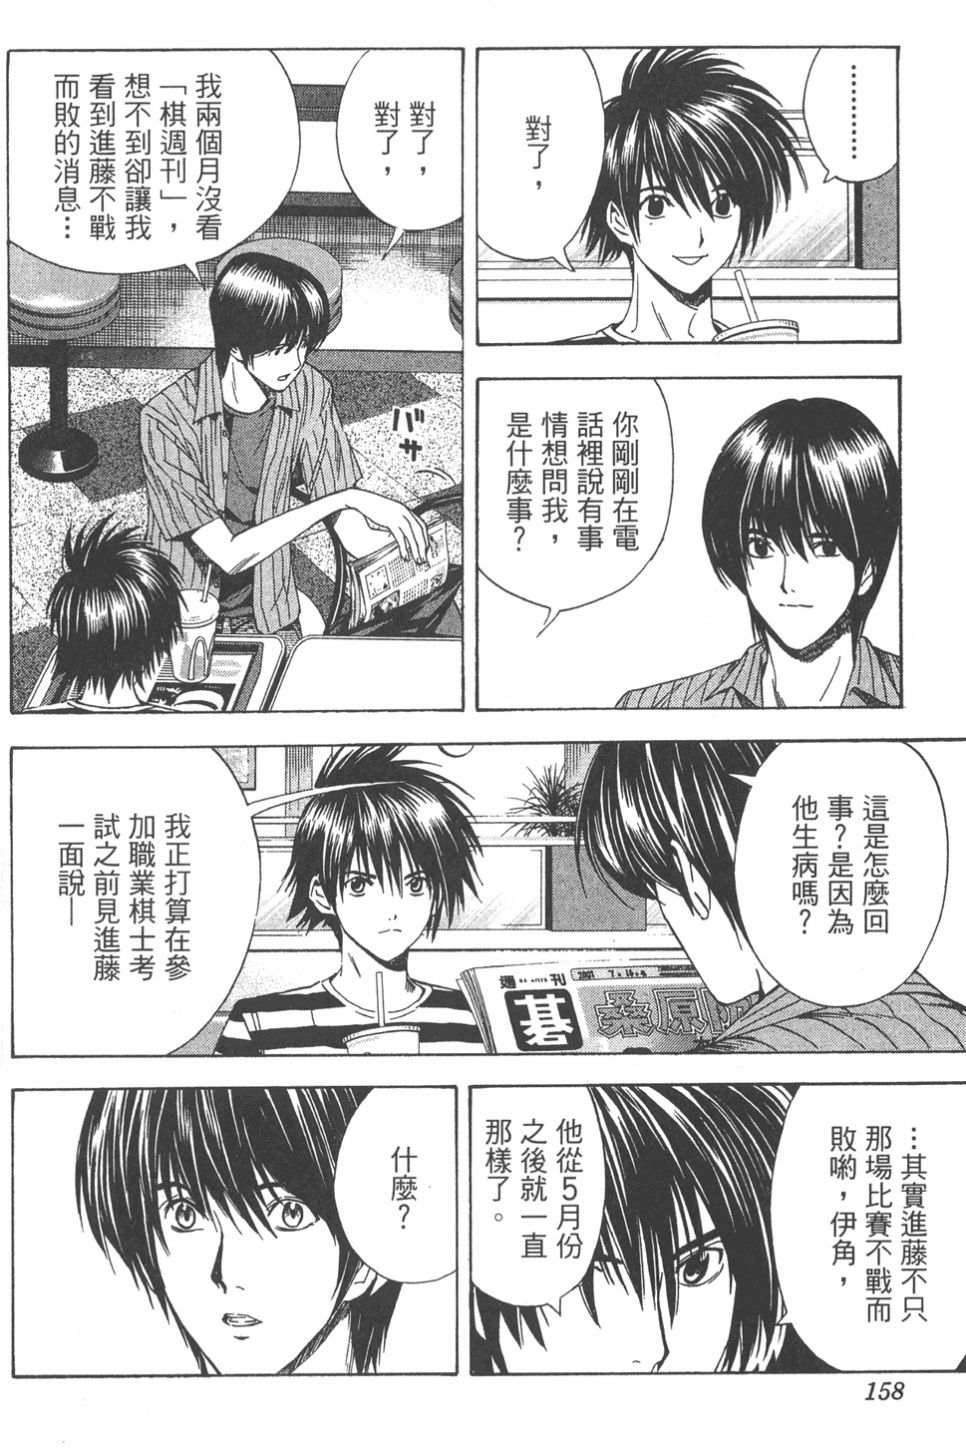 ………
對了，
你剛剛在電
話裡說有事
情想問我，
是什麼事？
對了，
對了，
我兩個月沒看
「棋週刊」，
想不到卻讓我
看到進藤不戰
而敗的消息…
バサ
這是怎麼回
事？是因為
他生病嗎？
週 刊
碁
2001 7
桑原
我正打算在參
加職業棋士考
試之前見進藤
一面說—
…其實進藤不只
那場比賽不戰而
敗喲，伊角，
他從5月份
之後就一直
那樣了。
什麼？
158